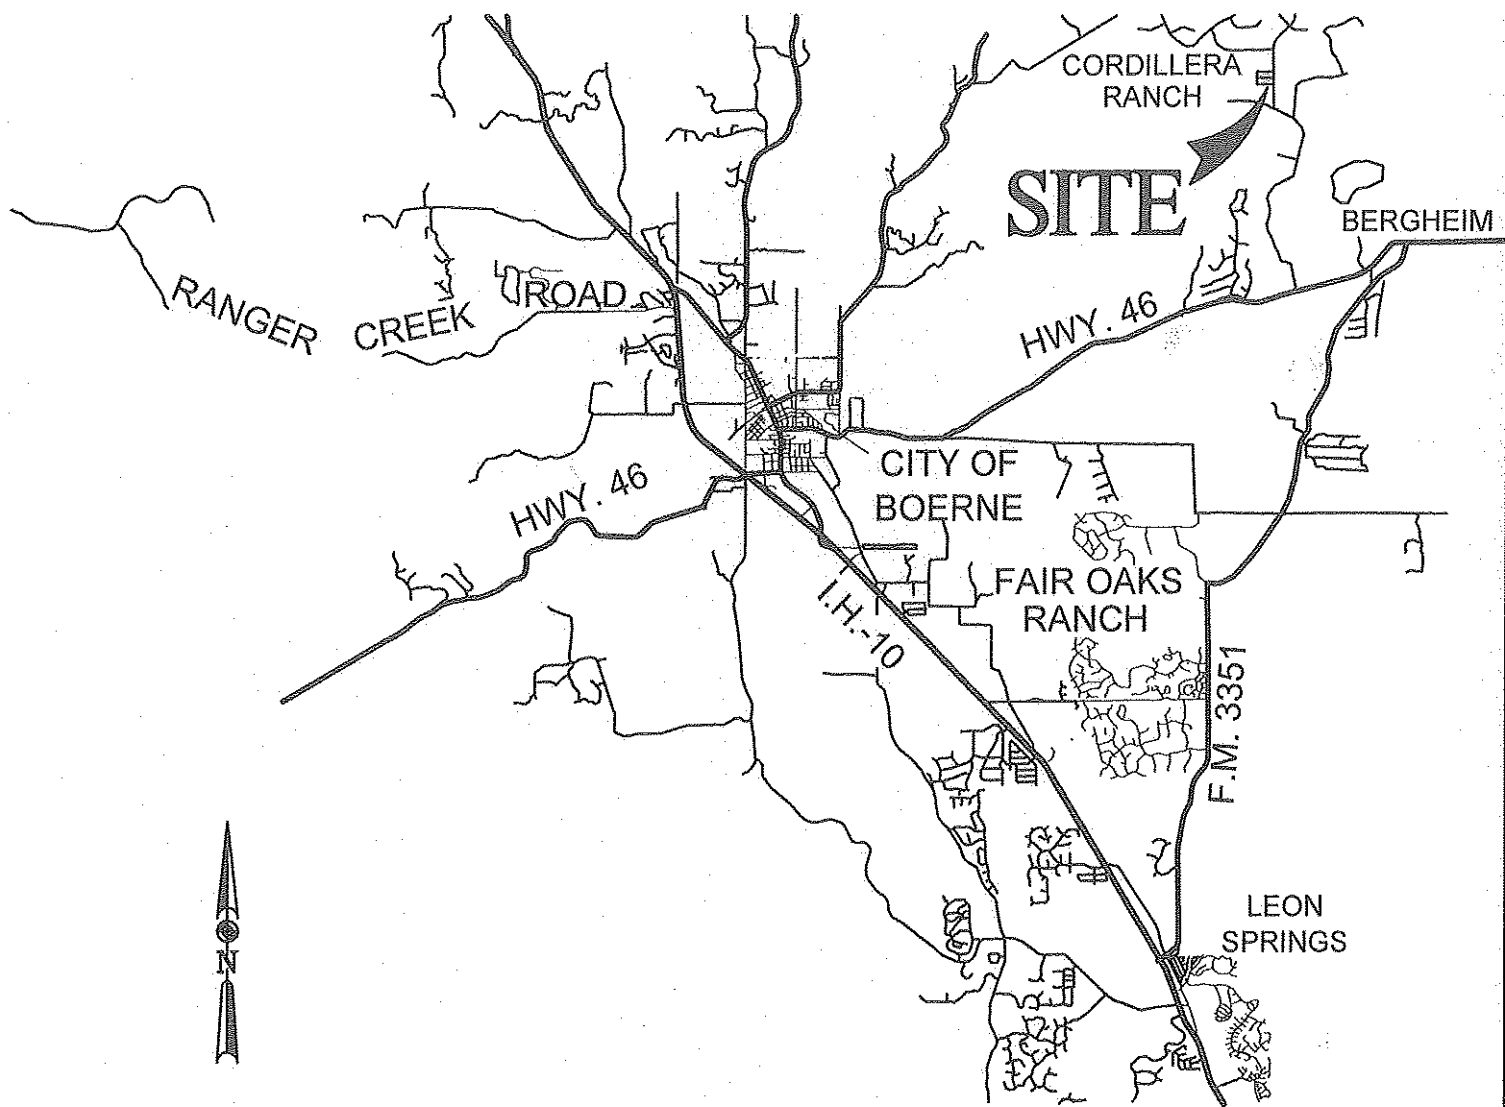 CORDILLERA
RANCH
SITE
BERGHEIM
RANGER CREEK ROAD
HWY. 46
CITY OF
BOERNE
HWY. 46
FAIR OAKS
RANCH
I.H.-10
F.M. 3351
LEON
SPRINGS
N